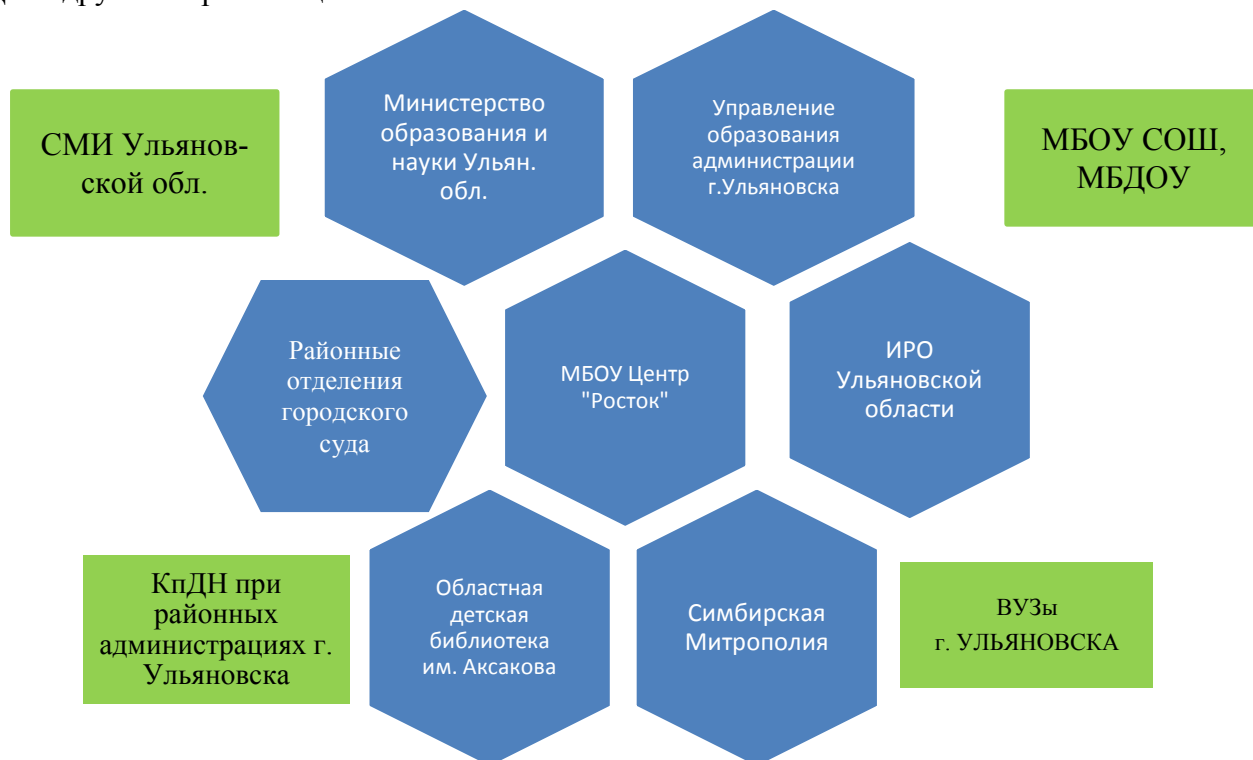 СМИ Ульянов-
ской обл.
Министерство
образования и
науки Ульян.
обл.
Управление
образования
администрации
г.Ульяновска
МБОУ СОШ,
МБДОУ
Районные
отделения
городского
суда
МБОУ Центр
"Росток"
ИРО
Ульяновской
области
КпДН при
районных
администрациях г.
Ульяновска
Областная
детская
библиотека
им. Аксакова
Симбирская
Митрополия
ВУЗы
г. УЛЬЯНОВСКА